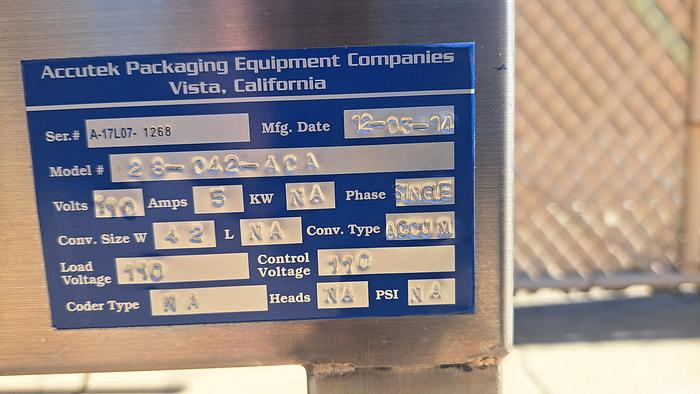 Accutek Packaging Equipment Companies
Vista, California
Ser.# A-17L07- 1268 Mfg. Date 12-03-14
Model # 28-042-ACA
Volts 110 Amps 5 KW NA Phase SINGLE
Conv. Size W 42 L NA Conv. Type ACCUM
Load Voltage 110 Control Voltage 110
Coder Type NA Heads NA PSI NA